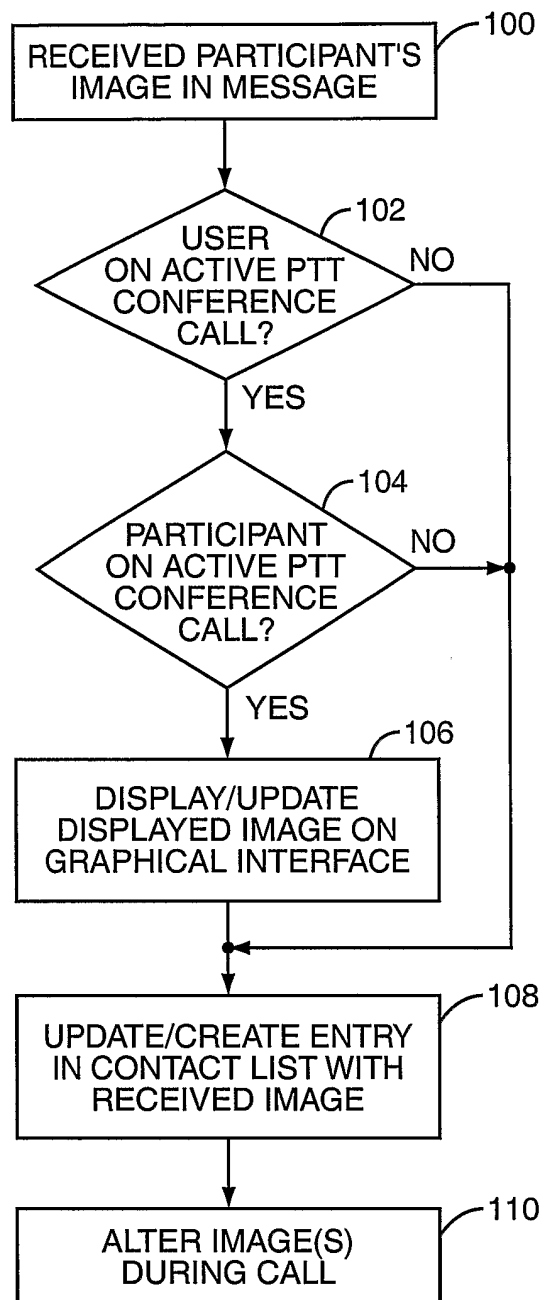 100
RECEIVED PARTICIPANT'S
IMAGE IN MESSAGE
102
USER
ON ACTIVE PTT
CONFERENCE
CALL?
NO
YES
104
PARTICIPANT
ON ACTIVE PTT
CONFERENCE
CALL?
NO
YES
106
DISPLAY/UPDATE
DISPLAYED IMAGE ON
GRAPHICAL INTERFACE
108
UPDATE/CREATE ENTRY
IN CONTACT LIST WITH
RECEIVED IMAGE
110
ALTER IMAGE(S)
DURING CALL